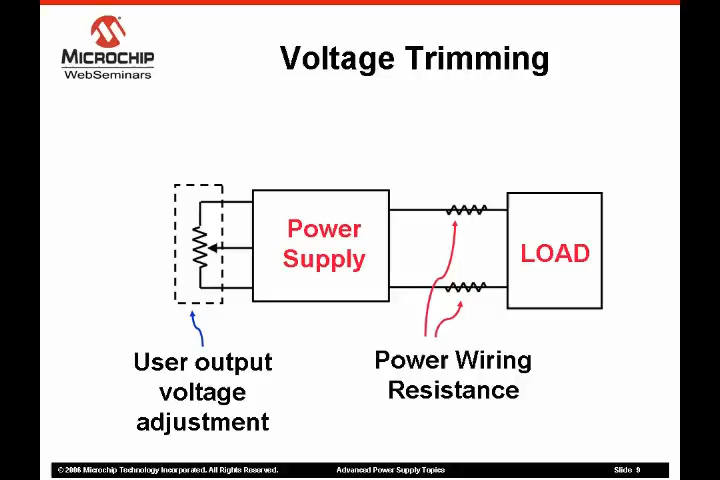 MICROCHIP
WebSeminars
Voltage Trimming
Power
Supply
LOAD
User output
voltage
adjustment
Power Wiring
Resistance
© 2006 Microchip Technology Incorporated. All Rights Reserved.
Advanced Power Supply Topics
Slide 9